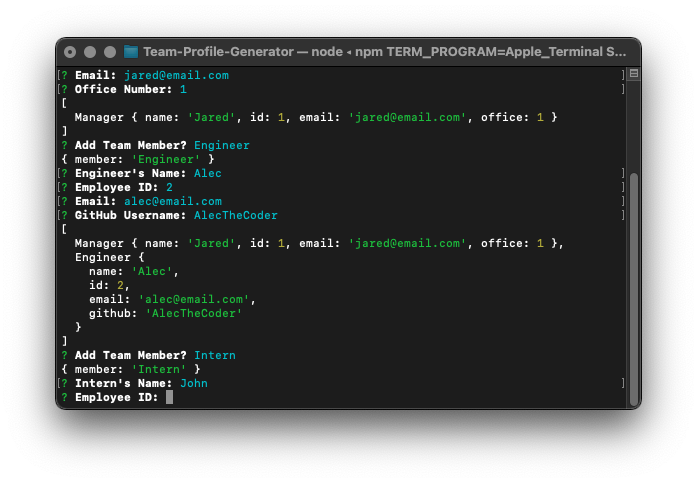 Team-Profile-Generator — node ◂ npm TERM_PROGRAM=Apple_Terminal S...
[? Email: jared@email.com ]
[? Office Number: 1 ]
[
  Manager { name: 'Jared', id: 1, email: 'jared@email.com', office: 1 }
]
? Add Team Member? Engineer
{ member: 'Engineer' }
[? Engineer's Name: Alec ]
[? Employee ID: 2 ]
[? Email: alec@email.com ]
[? GitHub Username: AlecTheCoder ]
[
  Manager { name: 'Jared', id: 1, email: 'jared@email.com', office: 1 },
  Engineer {
    name: 'Alec',
    id: 2,
    email: 'alec@email.com',
    github: 'AlecTheCoder'
  }
]
? Add Team Member? Intern
{ member: 'Intern' }
[? Intern's Name: John ]
? Employee ID: